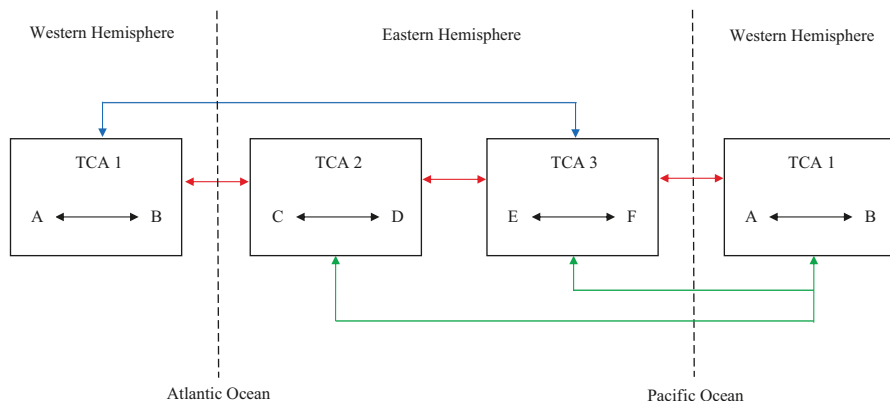 Western Hemisphere
Eastern Hemisphere
Western Hemisphere
TCA 1
TCA 2
TCA 3
TCA 1
A
B
C
D
E
F
A
B
Atlantic Ocean
Pacific Ocean